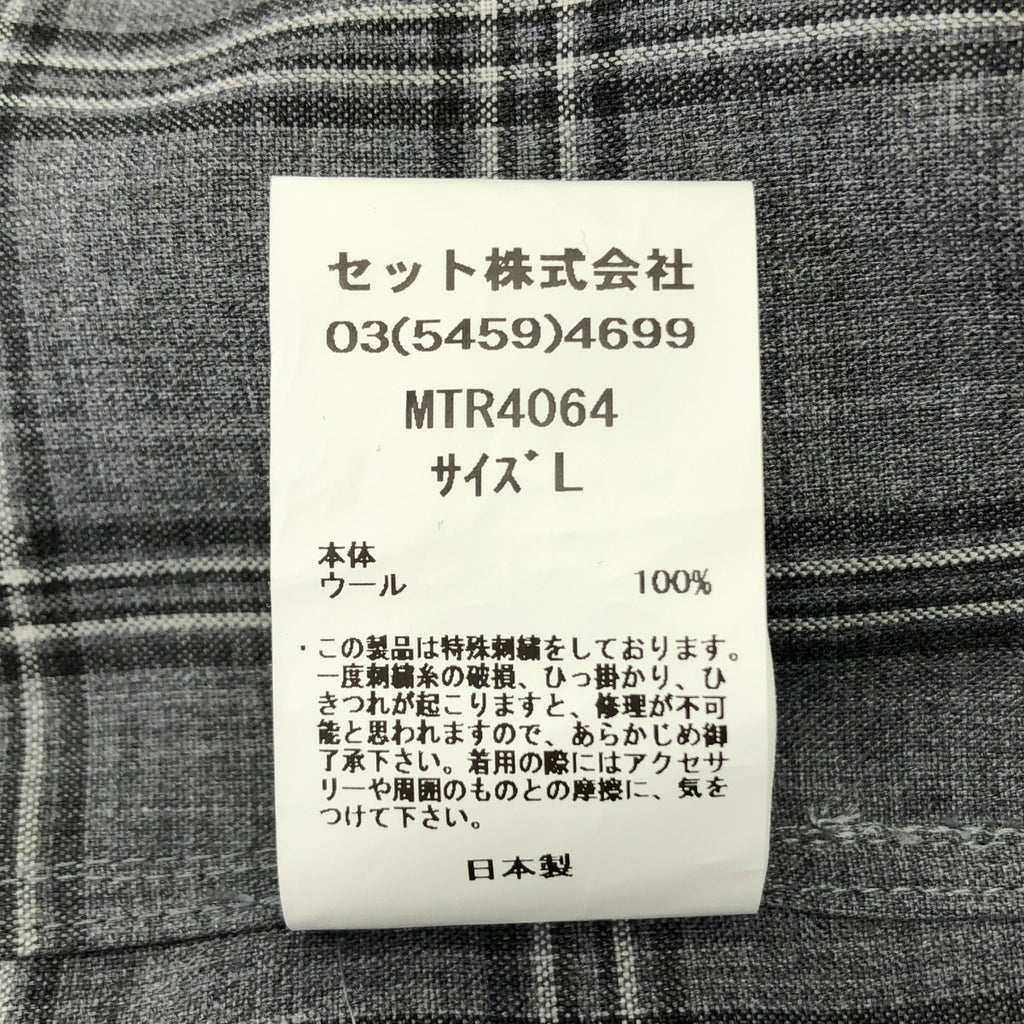 セット株式会社
03(5459)4699
MTR4064
サイズ L
本体
ウール 100%
・この製品は特殊刺繍をしております。
一度刺繍糸の破損、ひっ掛かり、ひ
きつれが起こりますと、修理が不可
能と思われますので、あらかじめ御
了承下さい。着用の際にはアクセサ
リーや周囲のものとの摩擦に、気を
つけて下さい。
日本製